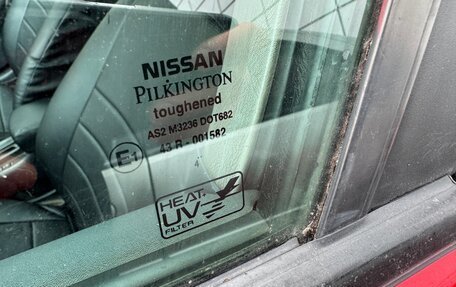 NISSAN
PILKINGTON
toughened
AS2 M3236 DOT682
E1
43 R - 001582
HEAT
UV
FILTER